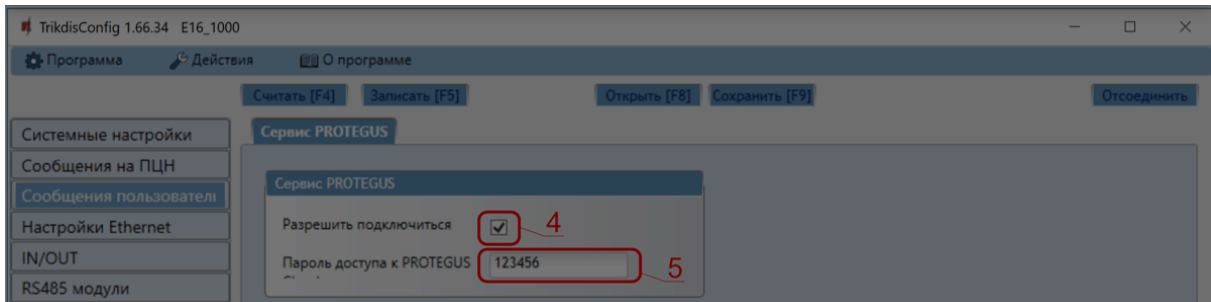 TrikdisConfig 1.66.34 E16_1000
Программа Действия О программе
Считать [F4] Записать [F5] Открыть [F8] Сохранить [F9] Отсоединить
Системные настройки
Сообщения на ПЦН
Сообщения пользовател
Настройки Ethernet
IN/OUT
RS485 модули
Сервис PROTEGUS
Сервис PROTEGUS
Разрешить подключиться 4
Пароль доступа к PROTEGUS 123456 5